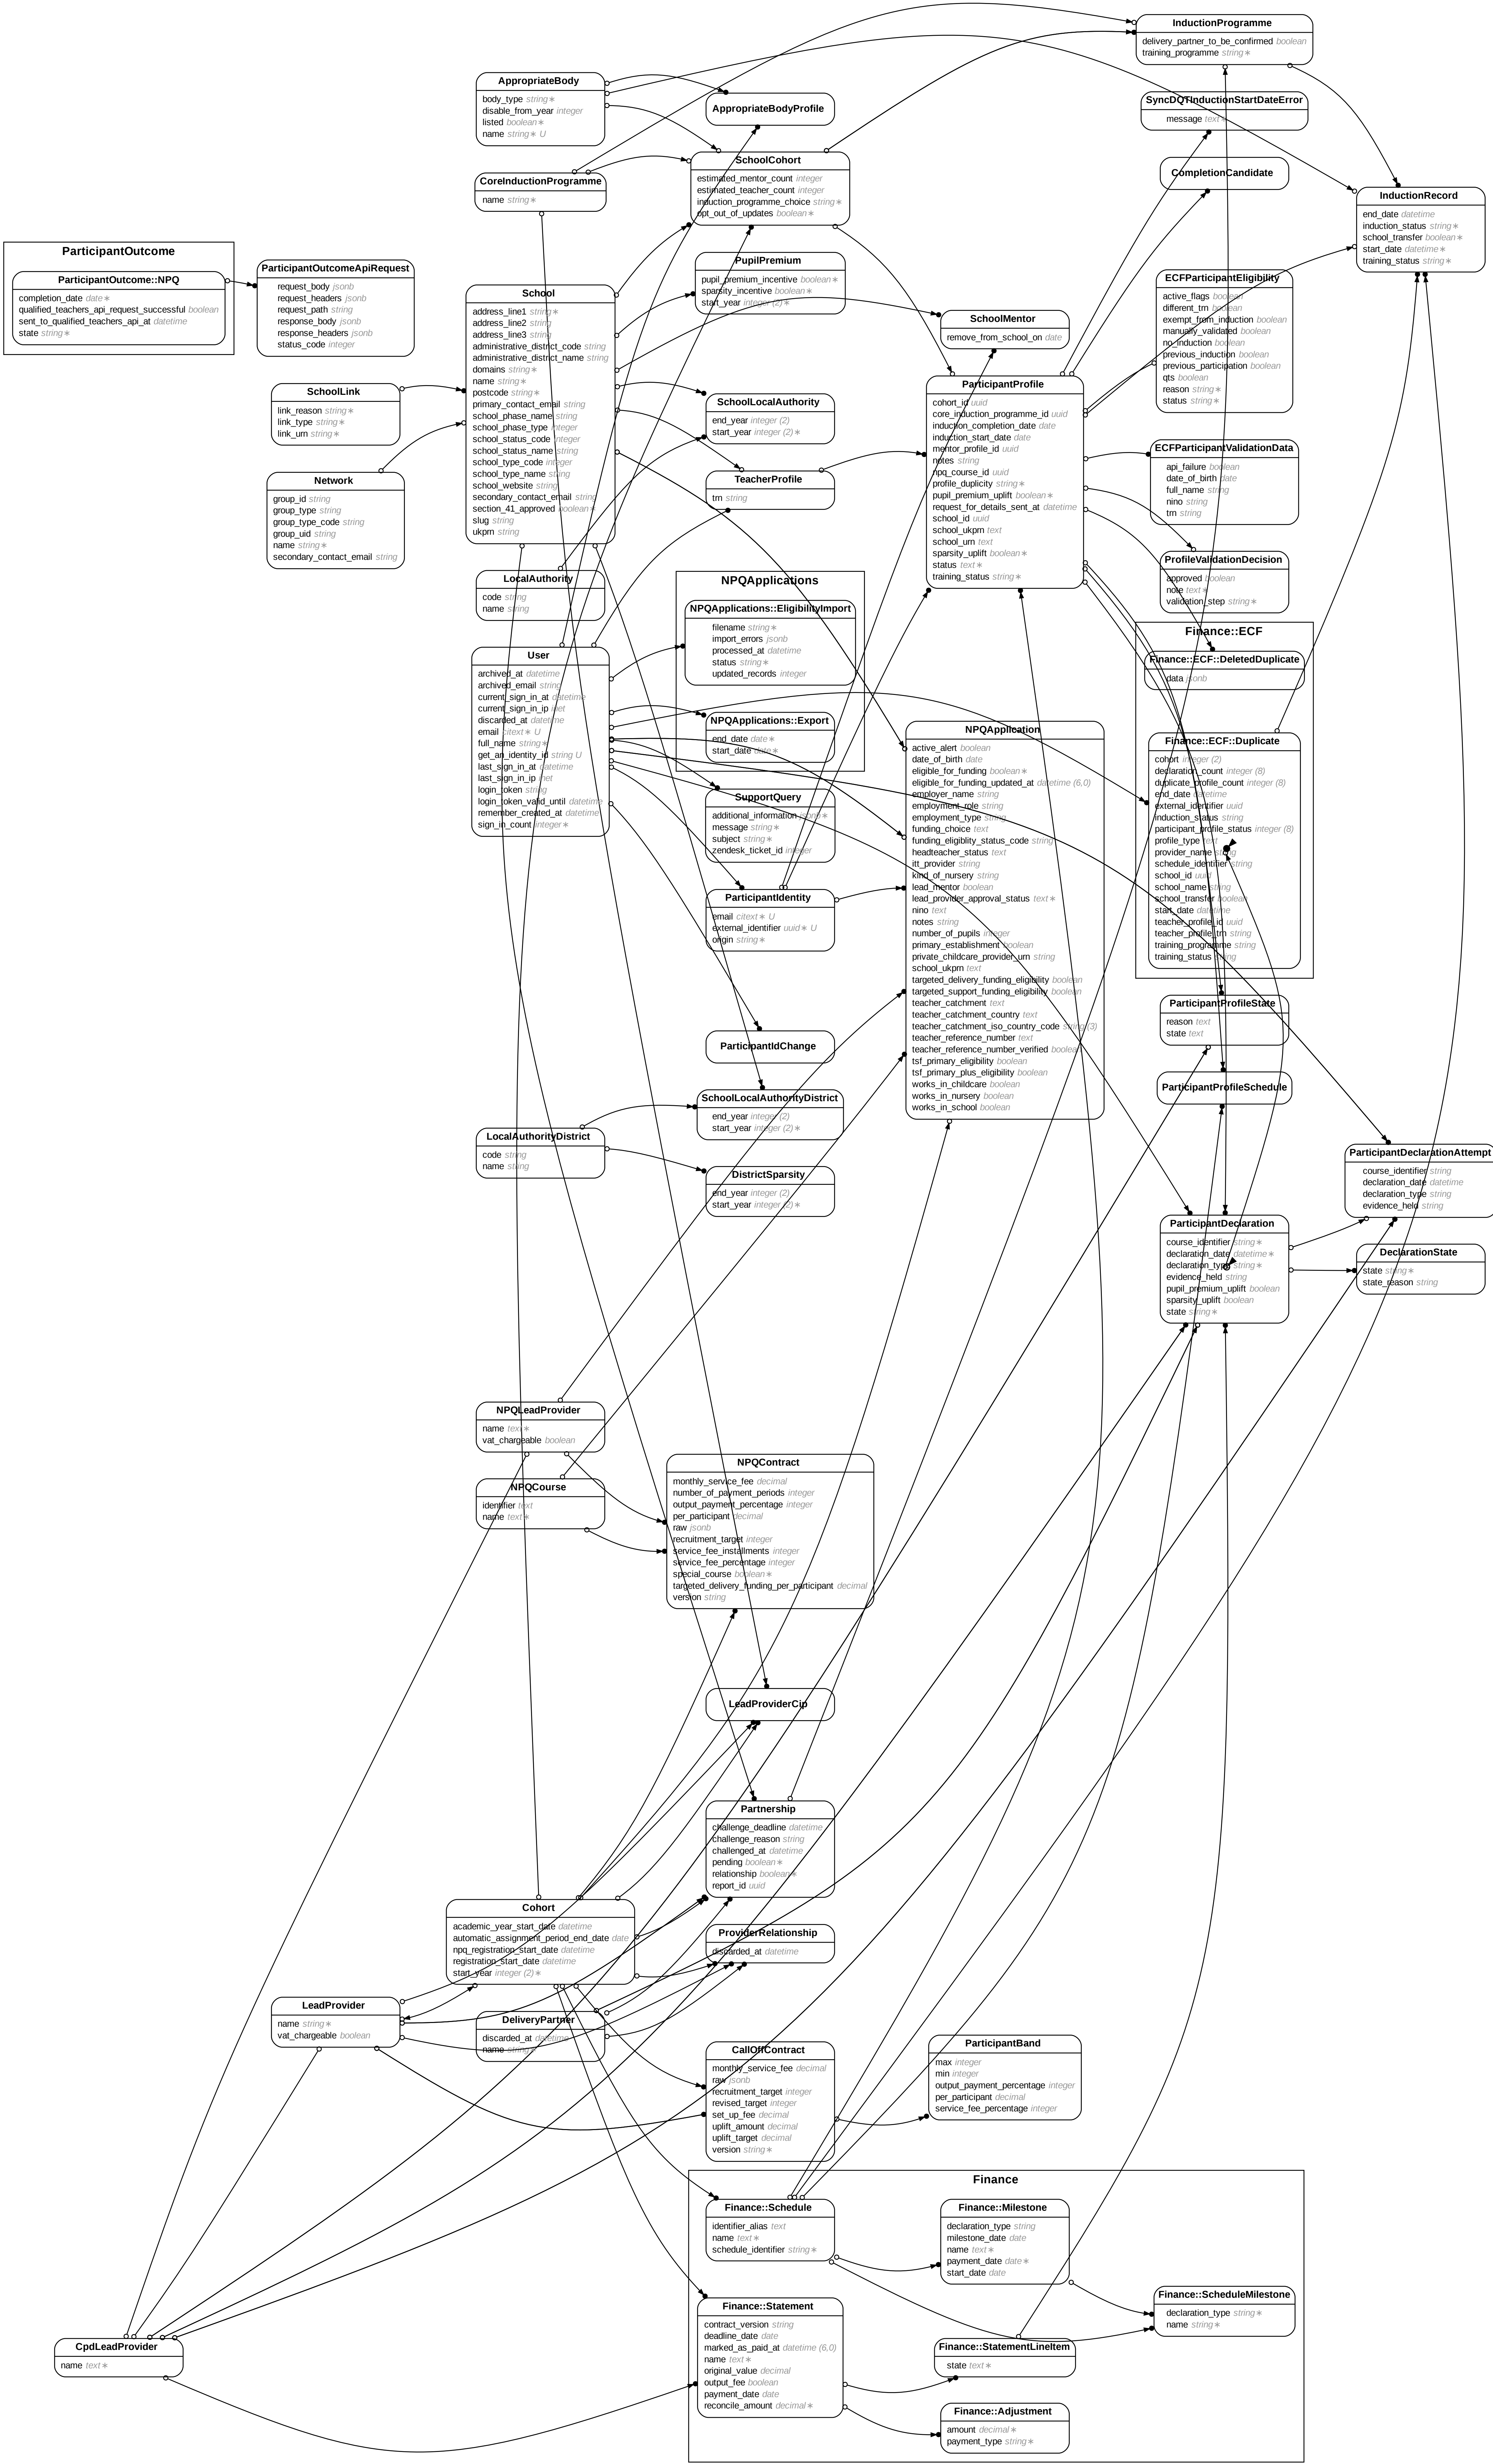 InductionProgramme
delivery_partner_to_be_confirmed boolean
training_programme string ∗
AppropriateBody
body_type string ∗
disable_from_year integer
listed boolean ∗
name string ∗ U
AppropriateBodyProfile
SyncDQTInductionStartDateError
message text ∗
SchoolCohort
estimated_mentor_count integer
estimated_teacher_count integer
induction_programme_choice string ∗
opt_out_of_updates boolean ∗
CoreInductionProgramme
name string ∗
CompletionCandidate
InductionRecord
end_date datetime
induction_status string ∗
school_transfer boolean ∗
start_date datetime ∗
training_status string ∗
ParticipantOutcome
ParticipantOutcome::NPQ
completion_date date ∗
qualified_teachers_api_request_successful boolean
sent_to_qualified_teachers_api_at datetime
state string ∗
ParticipantOutcomeApiRequest
request_body jsonb
request_headers jsonb
request_path string
response_body jsonb
response_headers jsonb
status_code integer
PupilPremium
pupil_premium_incentive boolean ∗
sparsity_incentive boolean ∗
start_year integer (2) ∗
School
address_line1 string ∗
address_line2 string
address_line3 string
administrative_district_code string
administrative_district_name string
domains string ∗
name string ∗
postcode string ∗
primary_contact_email string
school_phase_name string
school_phase_type integer
school_status_code integer
school_status_name string
school_type_code integer
school_type_name string
school_website string
secondary_contact_email string
section_41_approved boolean ∗
slug string
ukprn string
ECFParticipantEligibility
active_flags boolean
different_trn boolean
exempt_from_induction boolean
manually_validated boolean
no_induction boolean
previous_induction boolean
previous_participation boolean
qts boolean
reason string ∗
status string ∗
SchoolMentor
remove_from_school_on date
SchoolLink
link_reason string ∗
link_type string ∗
link_urn string ∗
SchoolLocalAuthority
end_year integer (2)
start_year integer (2) ∗
ParticipantProfile
cohort_id uuid
core_induction_programme_id uuid
induction_completion_date date
induction_start_date date
mentor_profile_id uuid
notes string
npq_course_id uuid
profile_duplicity string ∗
pupil_premium_uplift boolean ∗
request_for_details_sent_at datetime
school_id uuid
school_ukprn text
school_urn text
sparsity_uplift boolean ∗
status text ∗
training_status string ∗
ECFParticipantValidationData
api_failure boolean
date_of_birth date
full_name string
nino string
trn string
Network
group_id string
group_type string
group_type_code string
group_uid string
name string ∗
secondary_contact_email string
TeacherProfile
trn string
ProfileValidationDecision
approved boolean
note text ∗
validation_step string ∗
LocalAuthority
code string
name string
NPQApplications
NPQApplications::EligibilityImport
filename string ∗
import_errors jsonb
processed_at datetime
status string ∗
updated_records integer
NPQApplications::Export
end_date date ∗
start_date date ∗
Finance::ECF
Finance::ECF::DeletedDuplicate
data jsonb
Finance::ECF::Duplicate
cohort integer (2)
declaration_count integer (8)
duplicate_profile_count integer (8)
end_date datetime
external_identifier uuid
induction_status string
participant_profile_status integer (8)
profile_type text
provider_name string
schedule_identifier string
school_id uuid
school_name string
school_transfer boolean
start_date datetime
teacher_profile_id uuid
teacher_profile_trn string
training_programme string
training_status string
User
archived_at datetime
archived_email string
current_sign_in_at datetime
current_sign_in_ip inet
discarded_at datetime
email citext ∗ U
full_name string ∗
get_an_identity_id string U
last_sign_in_at datetime
last_sign_in_ip inet
login_token string
login_token_valid_until datetime
remember_created_at datetime
sign_in_count integer ∗
NPQApplication
active_alert boolean
date_of_birth date
eligible_for_funding boolean ∗
eligible_for_funding_updated_at datetime (6,0)
employer_name string
employment_role string
employment_type string
funding_choice text
funding_eligiblity_status_code string
headteacher_status text
itt_provider string
kind_of_nursery string
lead_mentor boolean
lead_provider_approval_status text ∗
nino text
notes string
number_of_pupils integer
primary_establishment boolean
private_childcare_provider_urn string
school_ukprn text
targeted_delivery_funding_eligibility boolean
targeted_support_funding_eligibility boolean
teacher_catchment text
teacher_catchment_country text
teacher_catchment_iso_country_code string (3)
teacher_reference_number text
teacher_reference_number_verified boolean
tsf_primary_eligibility boolean
tsf_primary_plus_eligibility boolean
works_in_childcare boolean
works_in_nursery boolean
works_in_school boolean
SupportQuery
additional_information jsonb ∗
message string ∗
subject string ∗
zendesk_ticket_id integer
ParticipantIdentity
email citext ∗ U
external_identifier uuid ∗ U
origin string ∗
ParticipantIdChange
ParticipantProfileState
reason text
state text
ParticipantProfileSchedule
SchoolLocalAuthorityDistrict
end_year integer (2)
start_year integer (2) ∗
LocalAuthorityDistrict
code string
name string
DistrictSparsity
end_year integer (2)
start_year integer (2) ∗
ParticipantDeclarationAttempt
course_identifier string
declaration_date datetime
declaration_type string
evidence_held string
ParticipantDeclaration
course_identifier string ∗
declaration_date datetime ∗
declaration_type string ∗
evidence_held string
pupil_premium_uplift boolean
sparsity_uplift boolean
state string ∗
DeclarationState
state string ∗
state_reason string
NPQLeadProvider
name text ∗
vat_chargeable boolean
NPQCourse
identifier text
name text ∗
NPQContract
monthly_service_fee decimal
number_of_payment_periods integer
output_payment_percentage integer
per_participant decimal
raw jsonb
recruitment_target integer
service_fee_installments integer
service_fee_percentage integer
special_course boolean ∗
targeted_delivery_funding_per_participant decimal
version string
LeadProviderCip
Partnership
challenge_deadline datetime
challenge_reason string
challenged_at datetime
pending boolean ∗
relationship boolean ∗
report_id uuid
Cohort
academic_year_start_date datetime
automatic_assignment_period_end_date date
npq_registration_start_date datetime
registration_start_date datetime
start_year integer (2) ∗
ProviderRelationship
discarded_at datetime
LeadProvider
name string ∗
vat_chargeable boolean
DeliveryPartner
discarded_at datetime
name string ∗
CallOffContract
monthly_service_fee decimal
raw jsonb
recruitment_target integer
revised_target integer
set_up_fee decimal
uplift_amount decimal
uplift_target decimal
version string ∗
ParticipantBand
max integer
min integer
output_payment_percentage integer
per_participant decimal
service_fee_percentage integer
Finance
Finance::Schedule
identifier_alias text
name text ∗
schedule_identifier string ∗
Finance::Milestone
declaration_type string
milestone_date date
name text ∗
payment_date date ∗
start_date date
Finance::ScheduleMilestone
declaration_type string ∗
name string ∗
Finance::Statement
contract_version string
deadline_date date
marked_as_paid_at datetime (6,0)
name text ∗
original_value decimal
output_fee boolean
payment_date date
reconcile_amount decimal ∗
Finance::StatementLineItem
state text ∗
CpdLeadProvider
name text ∗
Finance::Adjustment
amount decimal ∗
payment_type string ∗